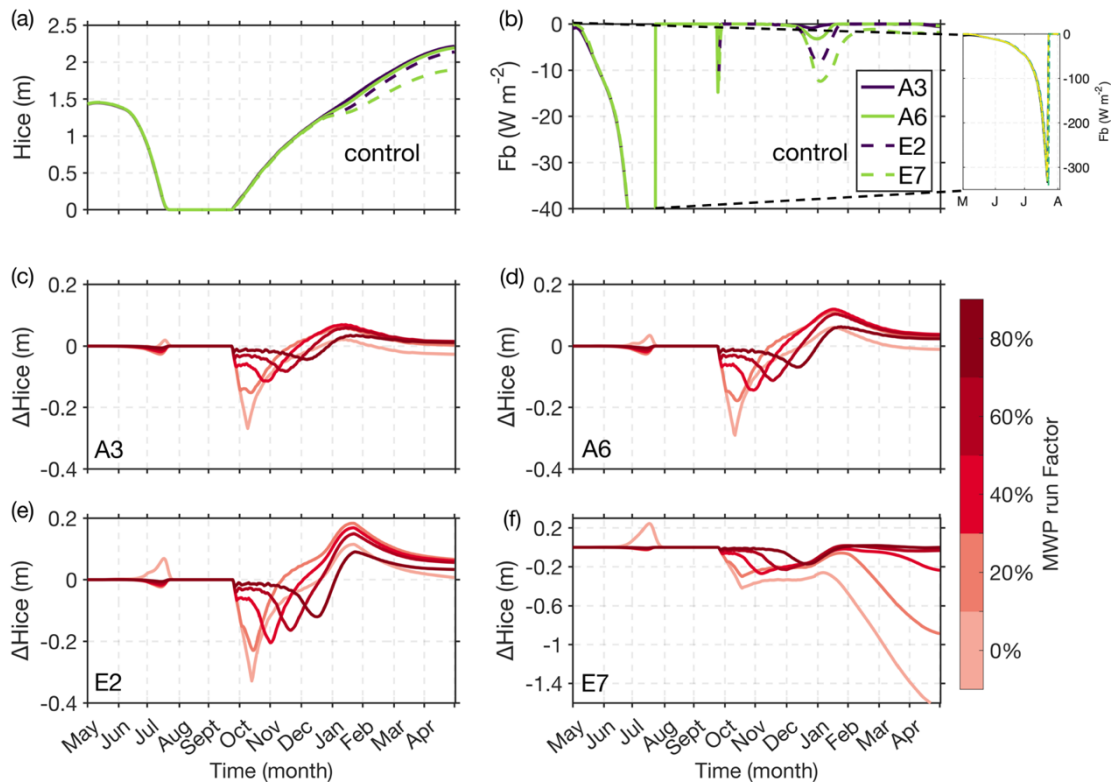 (a)
2.5
2
1.5
1
0.5
0
Hice (m)
control
(b)
0
-10
-20
-30
-40
Fb (W m-2)
control
A3
A6
E2
E7
0
-100
-200
-300
Fb (W m-2)
M J J A
(c)
0.2
0
-0.2
-0.4
ΔHice (m)
A3
(d)
0.2
0
-0.2
-0.4
ΔHice (m)
A6
(e)
0.2
0
-0.2
-0.4
ΔHice (m)
E2
May Jun Jul Aug Sept Oct Nov Dec Jan Feb Mar Apr
Time (month)
(f)
0.2
-0.2
-0.6
-1
-1.4
ΔHice (m)
E7
May Jun Jul Aug Sept Oct Nov Dec Jan Feb Mar Apr
Time (month)
80%
60%
40%
20%
0%
MWP run Factor